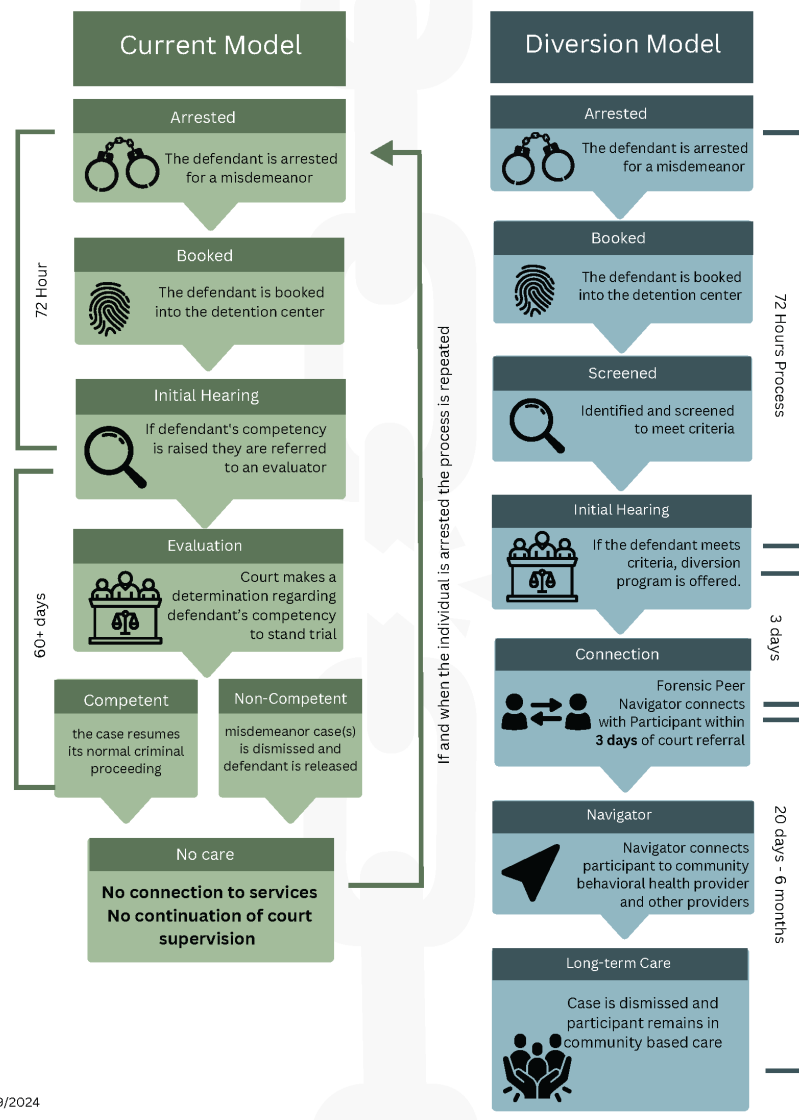 Current Model
Arrested
The defendant is arrested
for a misdemeanor
Booked
The defendant is booked
into the detention center
Initial Hearing
If defendant's competency
is raised they are referred
to an evaluator
Evaluation
Court makes a
determination regarding
defendant's competency
to stand trial
Competent
the case resumes
its normal criminal
proceeding
Non-Competent
misdemeanor case(s)
is dismissed and
defendant is released
No care
No connection to services
No continuation of court
supervision
72 Hour
60+ days
If and when the individual is arrested the process is repeated
Diversion Model
Arrested
The defendant is arrested
for a misdemeanor
Booked
The defendant is booked
into the detention center
Screened
Identified and screened
to meet criteria
Initial Hearing
If the defendant meets
criteria, diversion
program is offered.
Connection
Forensic Peer
Navigator connects
with Participant within
3 days of court referral
Navigator
Navigator connects
participant to community
behavioral health provider
and other providers
Long-term Care
Case is dismissed and
participant remains in
community based care
72 Hours Process
3 days
20 days - 6 months
9/2024